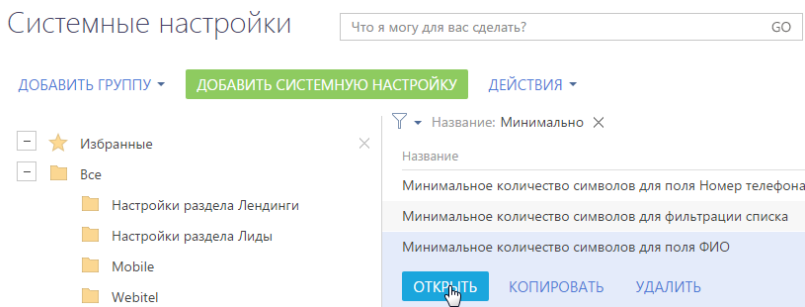 Системные настройки
Что я могу для вас сделать? GO
ДОБАВИТЬ ГРУППУ ДОБАВИТЬ СИСТЕМНУЮ НАСТРОЙКУ ДЕЙСТВИЯ
Название: Минимально
Избранные
Название
Все
Минимальное количество символов для поля Номер телефона
Настройки раздела Лендинги
Минимальное количество символов для фильтрации списка
Настройки раздела Лиды
Минимальное количество символов для поля ФИО
Mobile
ОТКРЫТЬ КОПИРОВАТЬ УДАЛИТЬ
Webitel